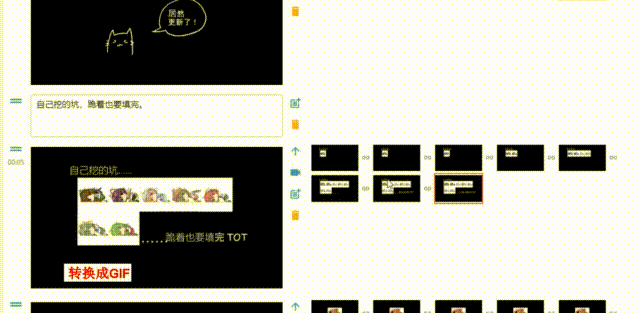 居然
更新了！
自己挖的坑，跪着也要填完。
00:05
自己挖的坑……
……跪着也要填完 TOT
转换成GIF